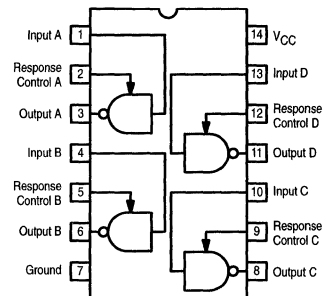 Input A 1
Response
Control A 2
Output A 3
Input B 4
Response
Control B 5
Output B 6
Ground 7
14 VCC
13 Input D
12 Response
Control D
11 Output D
10 Input C
9 Response
Control C
8 Output C